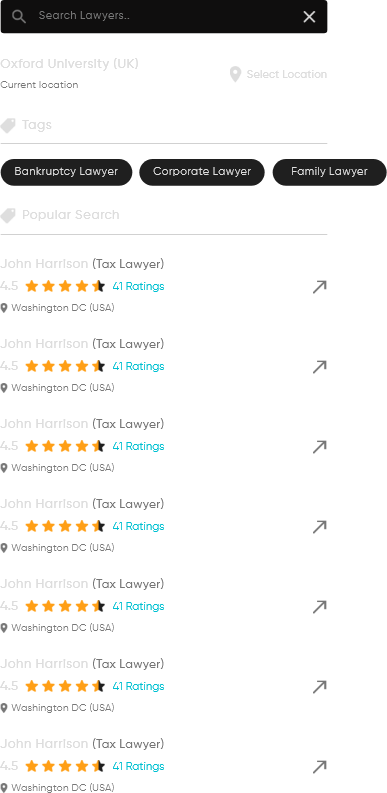 Search Lawyers..
Oxford University (UK)
Current location
Select Location
Tags
Bankruptcy Lawyer
Corporate Lawyer
Family Lawyer
Popular Search
John Harrison (Tax Lawyer)
4.5 41 Ratings
Washington DC (USA)
John Harrison (Tax Lawyer)
4.5 41 Ratings
Washington DC (USA)
John Harrison (Tax Lawyer)
4.5 41 Ratings
Washington DC (USA)
John Harrison (Tax Lawyer)
4.5 41 Ratings
Washington DC (USA)
John Harrison (Tax Lawyer)
4.5 41 Ratings
Washington DC (USA)
John Harrison (Tax Lawyer)
4.5 41 Ratings
Washington DC (USA)
John Harrison (Tax Lawyer)
4.5 41 Ratings
Washington DC (USA)